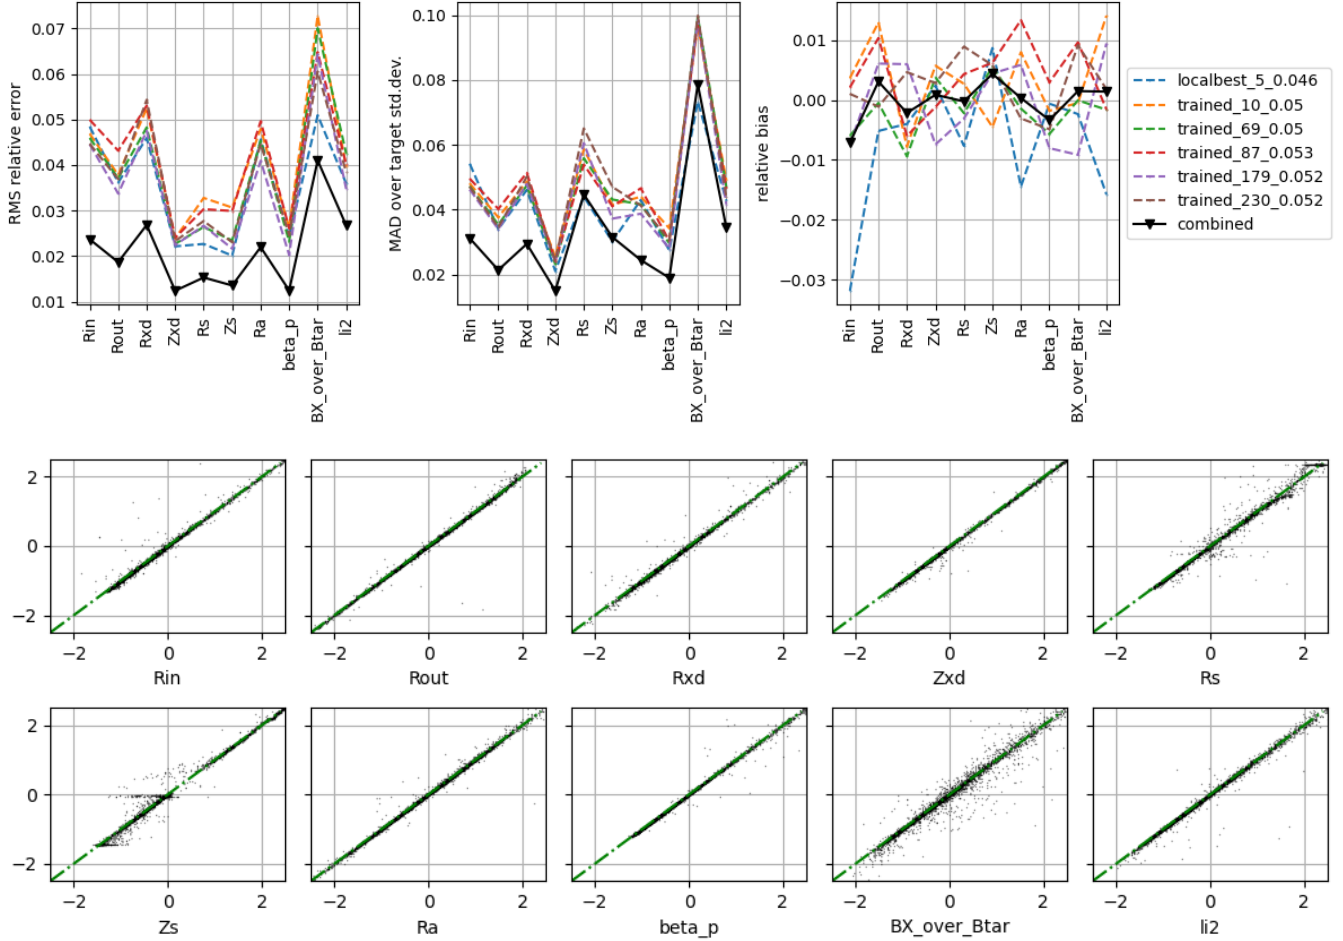 RMS relative error
0.07
0.06
0.05
0.04
0.03
0.02
0.01
Rin
Rout
Rxd
Zxd
Rs
Zs
Ra
beta_p
BX_over_Btar
li2
MAD over target std.dev.
0.10
0.08
0.06
0.04
0.02
Rin
Rout
Rxd
Zxd
Rs
Zs
Ra
beta_p
BX_over_Btar
li2
relative bias
0.01
0.00
−0.01
−0.02
−0.03
Rin
Rout
Rxd
Zxd
Rs
Zs
Ra
beta_p
BX_over_Btar
li2
localbest_5_0.046
trained_10_0.05
trained_69_0.05
trained_87_0.053
trained_179_0.052
trained_230_0.052
combined
2
0
−2
−2 0 2
Rin
−2 0 2
Rout
−2 0 2
Rxd
−2 0 2
Zxd
−2 0 2
Rs
2
0
−2
−2 0 2
Zs
−2 0 2
Ra
−2 0 2
beta_p
−2 0 2
BX_over_Btar
−2 0 2
li2